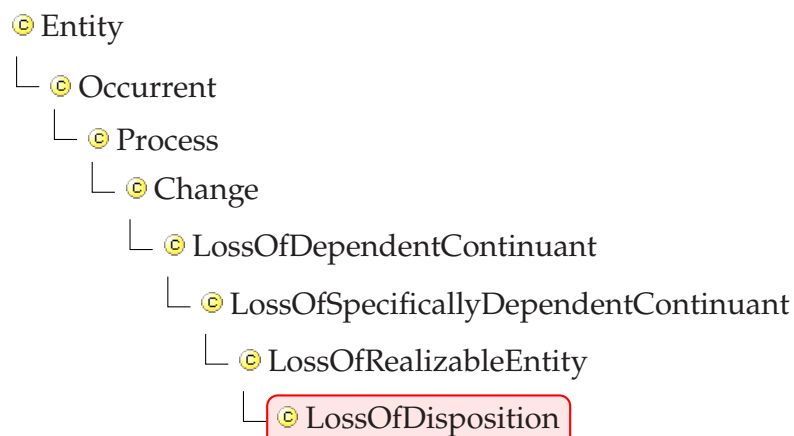 Entity
Occurrent
Process
Change
LossOfDependentContinuant
LossOfSpecificallyDependentContinuant
LossOfRealizableEntity
LossOfDisposition